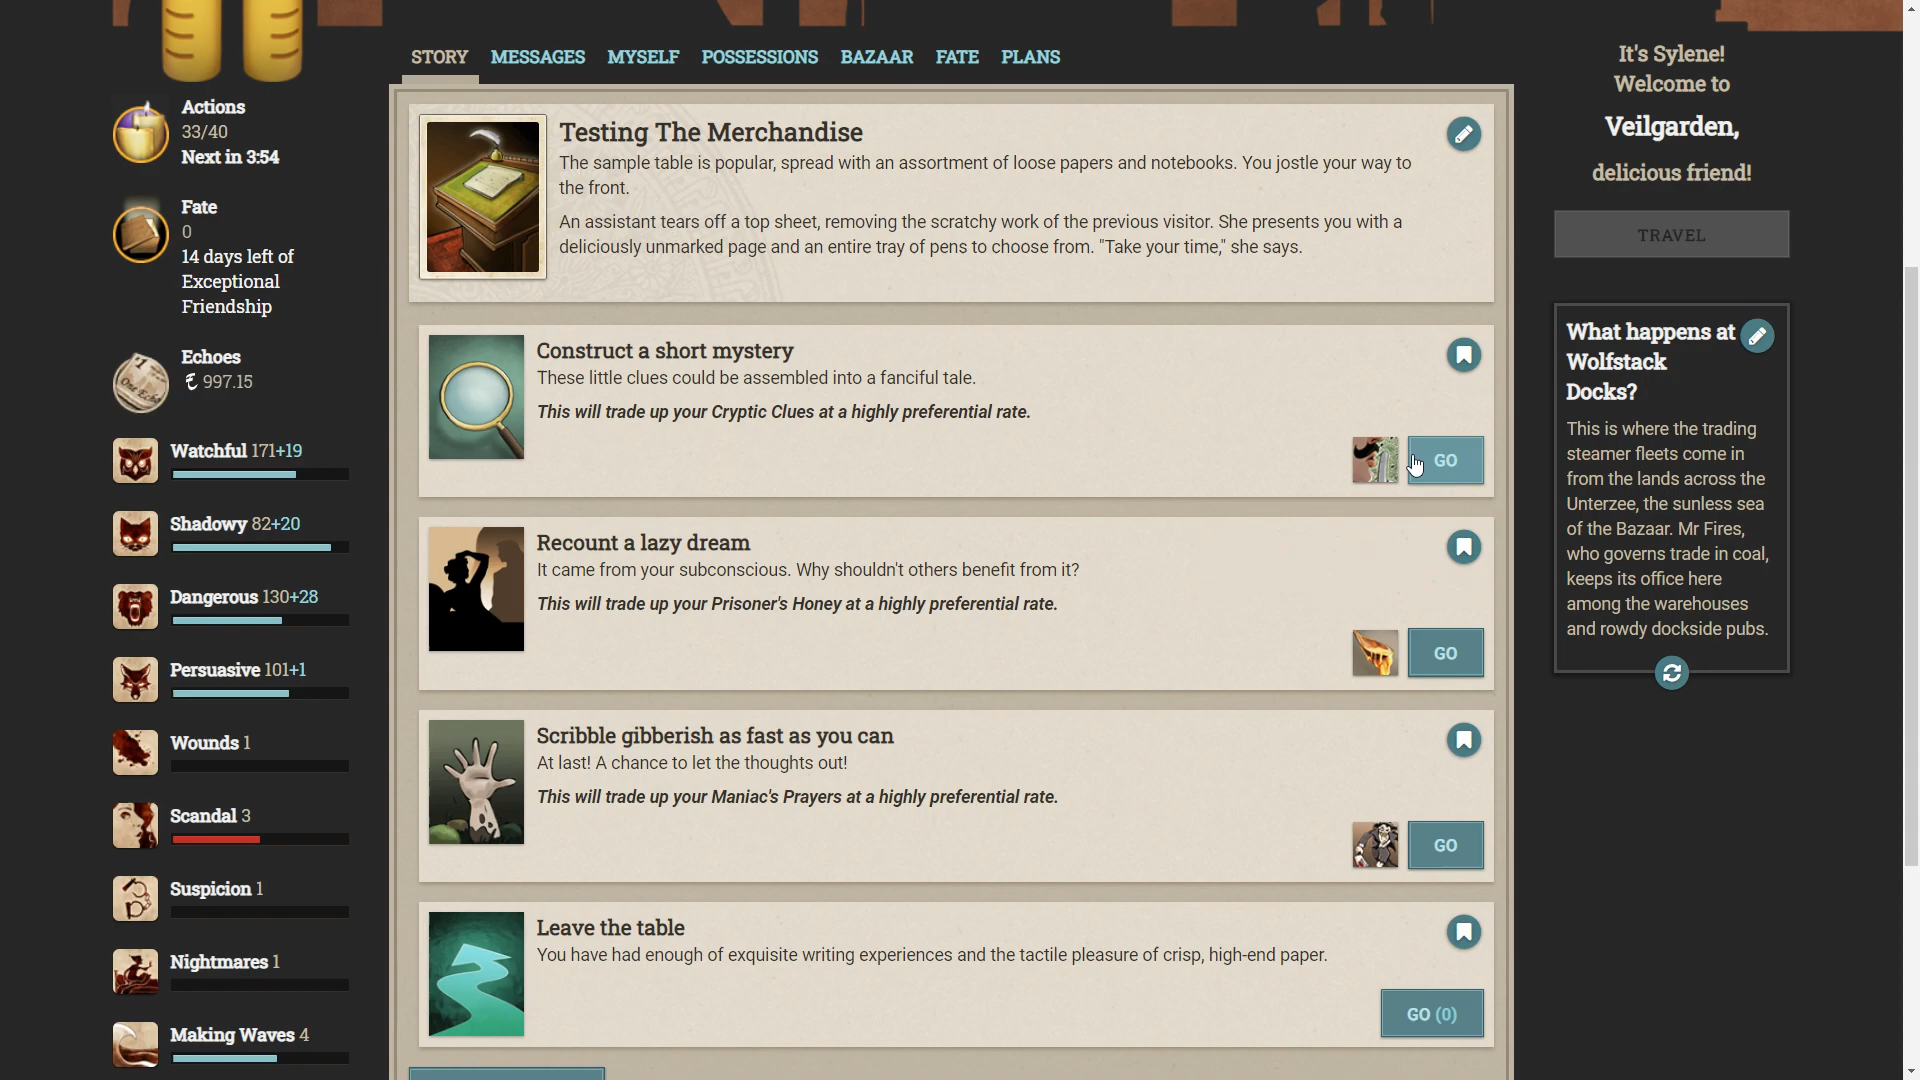 STORY MESSAGES MYSELF POSSESSIONS BAZAAR FATE PLANS
Actions
33/40
Next in 3:54
Fate
0
14 days left of
Exceptional
Friendship
Echoes
997.15
Watchful 171+19
Shadowy 82+20
Dangerous 130+28
Persuasive 101+1
Wounds 1
Scandal 3
Suspicion 1
Nightmares 1
Making Waves 4
Testing The Merchandise
The sample table is popular, spread with an assortment of loose papers and notebooks. You jostle your way to
the front.
An assistant tears off a top sheet, removing the scratchy work of the previous visitor. She presents you with a
deliciously unmarked page and an entire tray of pens to choose from. "Take your time," she says.
Construct a short mystery
These little clues could be assembled into a fanciful tale.
This will trade up your Cryptic Clues at a highly preferential rate.
GO
Recount a lazy dream
It came from your subconscious. Why shouldn't others benefit from it?
This will trade up your Prisoner's Honey at a highly preferential rate.
GO
Scribble gibberish as fast as you can
At last! A chance to let the thoughts out!
This will trade up your Maniac's Prayers at a highly preferential rate.
GO
Leave the table
You have had enough of exquisite writing experiences and the tactile pleasure of crisp, high-end paper.
GO (0)
It's Sylene!
Welcome to
Veilgarden,
delicious friend!
TRAVEL
What happens at
Wolfstack
Docks?
This is where the trading
steamer fleets come in
from the lands across the
Unterzee, the sunless sea
of the Bazaar. Mr Fires,
who governs trade in coal,
keeps its office here
among the warehouses
and rowdy dockside pubs.